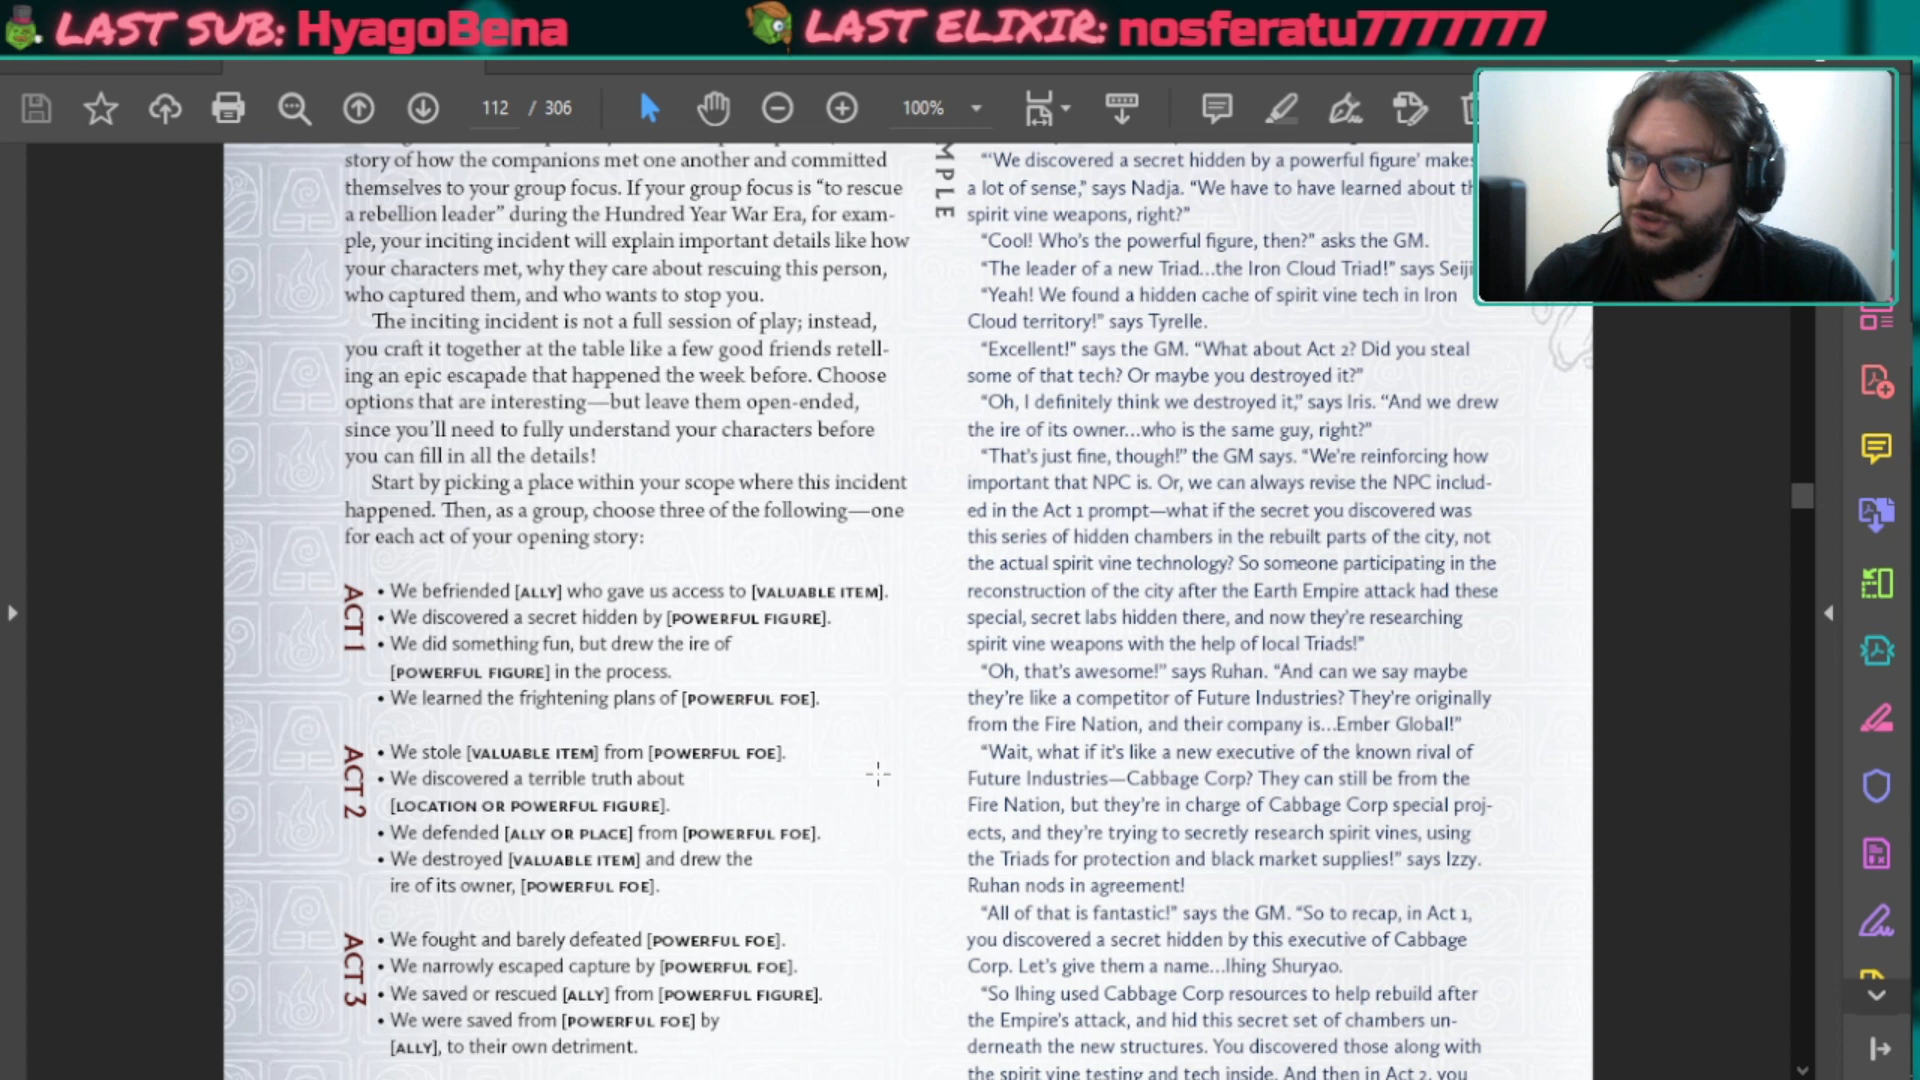 LAST SUB: HyagoBena
LAST ELIXIR: nosferatu7777777
112 / 306
100%
story of how the companions met one another and committed
themselves to your group focus. If your group focus is “to rescue
a rebellion leader” during the Hundred Year War Era, for exam-
ple, your inciting incident will explain important details like how
your characters met, why they care about rescuing this person,
who captured them, and who wants to stop you.
The inciting incident is not a full session of play; instead,
you craft it together at the table like a few good friends retell-
ing an epic escapade that happened the week before. Choose
options that are interesting—but leave them open-ended,
since you’ll need to fully understand your characters before
you can fill in all the details!
Start by picking a place within your scope where this incident
happened. Then, as a group, choose three of the following—one
for each act of your opening story:
ACT 1
• We befriended [ALLY] who gave us access to [VALUABLE ITEM].
• We discovered a secret hidden by [POWERFUL FIGURE].
• We did something fun, but drew the ire of
[POWERFUL FIGURE] in the process.
• We learned the frightening plans of [POWERFUL FOE].
ACT 2
• We stole [VALUABLE ITEM] from [POWERFUL FOE].
• We discovered a terrible truth about
[LOCATION OR POWERFUL FIGURE].
• We defended [ALLY OR PLACE] from [POWERFUL FOE].
• We destroyed [VALUABLE ITEM] and drew the
ire of its owner, [POWERFUL FOE].
ACT 3
• We fought and barely defeated [POWERFUL FOE].
• We narrowly escaped capture by [POWERFUL FOE].
• We saved or rescued [ALLY] from [POWERFUL FIGURE].
• We were saved from [POWERFUL FOE] by
[ALLY], to their own detriment.
MPLE
“‘We discovered a secret hidden by a powerful figure’ makes
a lot of sense,” says Nadja. “We have to have learned about th
spirit vine weapons, right?”
“Cool! Who’s the powerful figure, then?” asks the GM.
“The leader of a new Triad...the Iron Cloud Triad!” says Seiji
“Yeah! We found a hidden cache of spirit vine tech in Iron
Cloud territory!” says Tyrelle.
“Excellent!” says the GM. “What about Act 2? Did you steal
some of that tech? Or maybe you destroyed it?”
“Oh, I definitely think we destroyed it,” says Iris. “And we drew
the ire of its owner...who is the same guy, right?”
“That’s just fine, though!” the GM says. “We’re reinforcing how
important that NPC is. Or, we can always revise the NPC includ-
ed in the Act 1 prompt—what if the secret you discovered was
this series of hidden chambers in the rebuilt parts of the city, not
the actual spirit vine technology? So someone participating in the
reconstruction of the city after the Earth Empire attack had these
special, secret labs hidden there, and now they’re researching
spirit vine weapons with the help of local Triads!”
“Oh, that’s awesome!” says Ruhan. “And can we say maybe
they’re like a competitor of Future Industries? They’re originally
from the Fire Nation, and their company is...Ember Global!”
“Wait, what if it’s like a new executive of the known rival of
Future Industries—Cabbage Corp? They can still be from the
Fire Nation, but they’re in charge of Cabbage Corp special proj-
ects, and they’re trying to secretly research spirit vines, using
the Triads for protection and black market supplies!” says Izzy.
Ruhan nods in agreement!
“All of that is fantastic!” says the GM. “So to recap, in Act 1,
you discovered a secret hidden by this executive of Cabbage
Corp. Let’s give them a name...Ihing Shuryao.
“So Ihing used Cabbage Corp resources to help rebuild after
the Empire’s attack, and hid this secret set of chambers un-
derneath the new structures. You discovered those along with
the spirit vine testing and tech inside. And then in Act 2, you